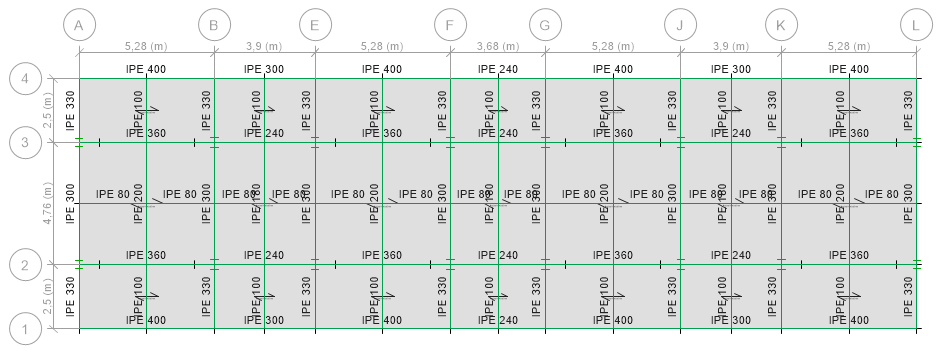 A B E F G J K L
5,28 (m) 3,9 (m) 5,28 (m) 3,68 (m) 5,28 (m) 3,9 (m) 5,28 (m)
4 IPE 400 IPE 300 IPE 400 IPE 240 IPE 400 IPE 300 IPE 400
2,5 (m) IPE 330 IPE 100 IPE 330 IPE 100 IPE 330 IPE 100 IPE 330 IPE 100 IPE 330 IPE 100 IPE 330 IPE 100 IPE 330 IPE 100 IPE 330
3 IPE 360 IPE 240 IPE 360 IPE 240 IPE 360 IPE 240 IPE 360
4,76 (m) IPE 300 IPE 80 IPE 200 IPE 80 IPE 300 IPE 80 IPE 180 IPE 80 IPE 300 IPE 80 IPE 200 IPE 80 IPE 300 IPE 80 IPE 180 IPE 80 IPE 300 IPE 80 IPE 200 IPE 80 IPE 300 IPE 80 IPE 180 IPE 80 IPE 300 IPE 80 IPE 200 IPE 80 IPE 300
2 IPE 360 IPE 240 IPE 360 IPE 240 IPE 360 IPE 240 IPE 360
2,5 (m) IPE 330 IPE 100 IPE 330 IPE 100 IPE 330 IPE 100 IPE 330 IPE 100 IPE 330 IPE 100 IPE 330 IPE 100 IPE 330 IPE 100 IPE 330
1 IPE 400 IPE 300 IPE 400 IPE 240 IPE 400 IPE 300 IPE 400